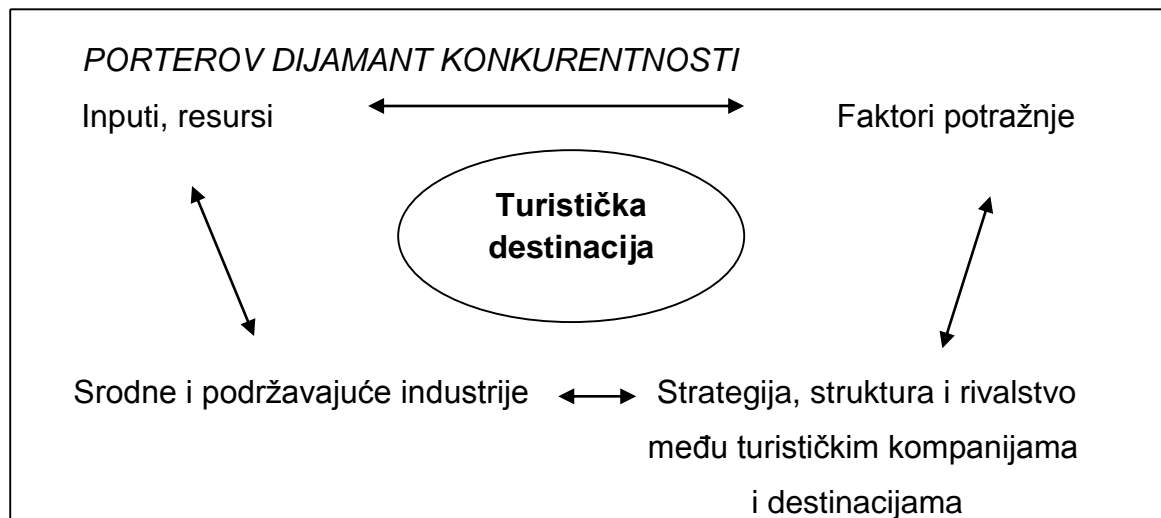 PORTEROV DIJAMANT KONKURENTNOSTI
Inputi, resursi
Faktori potražnje
Turistička
destinacija
Srodne i podržavajuće industrije
Strategija, struktura i rivalstvo
među turističkim kompanijama
i destinacijama